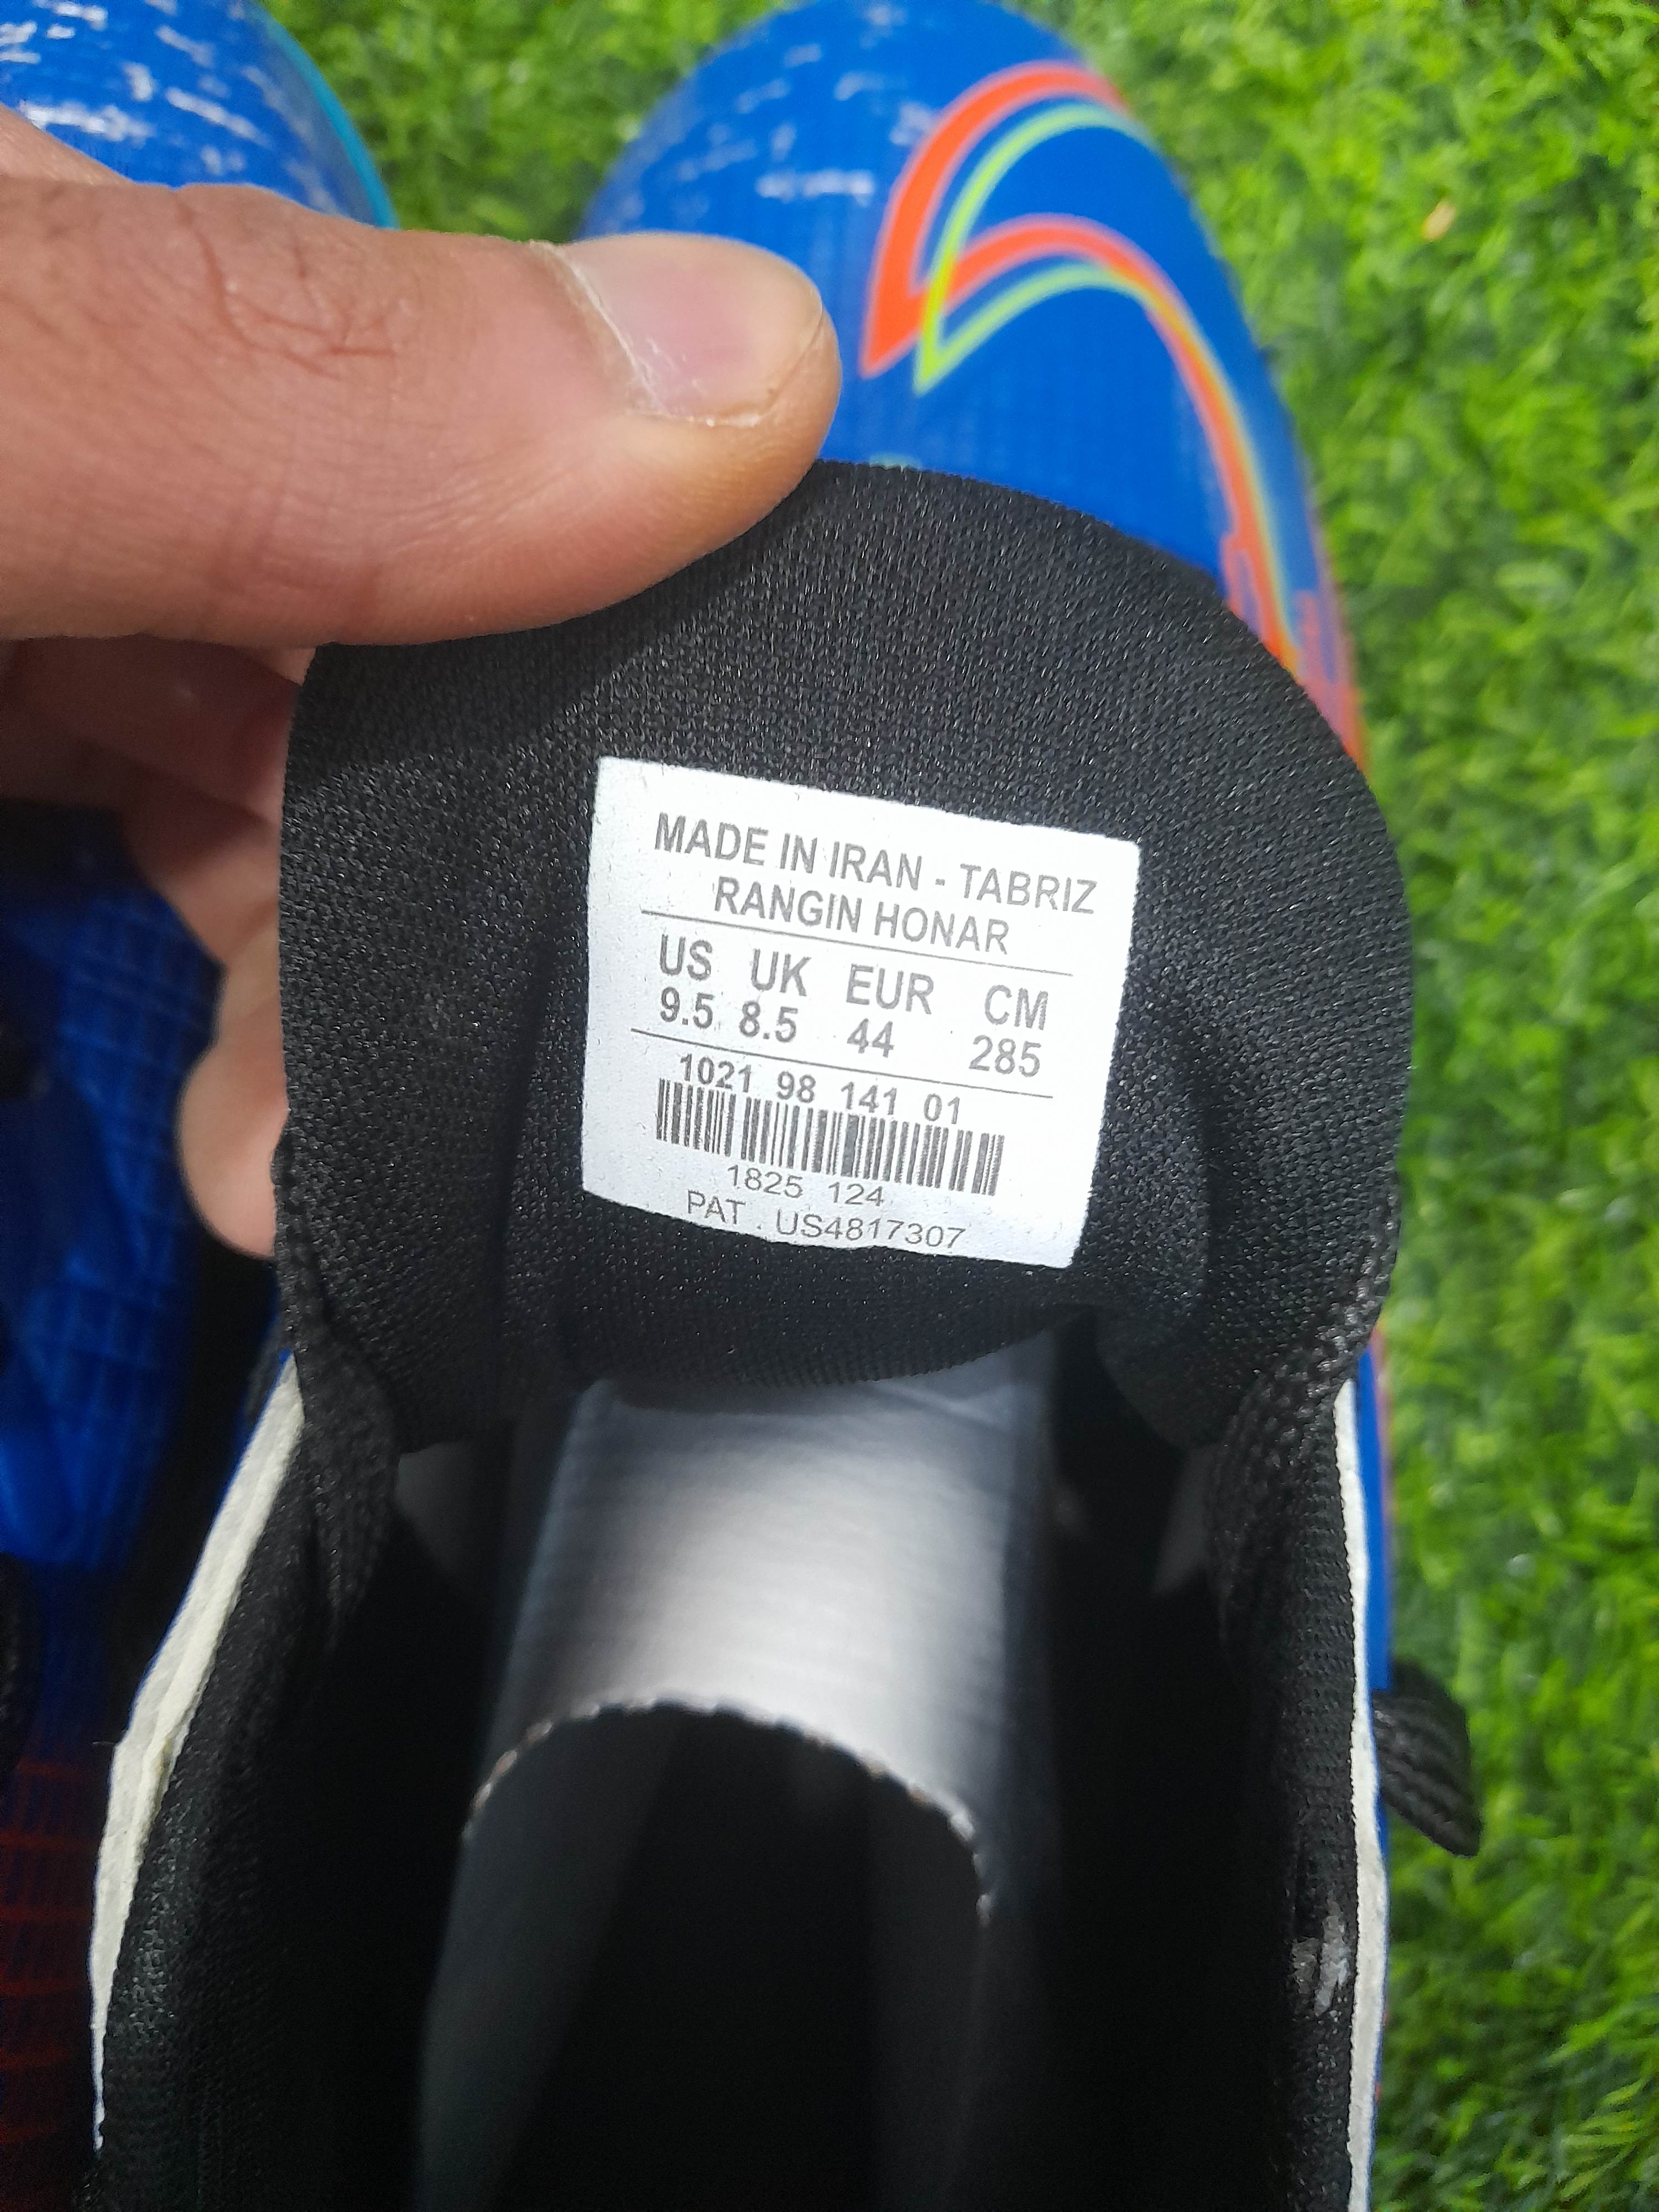 MADE IN IRAN - TABRIZ
RANGIN HONAR
US UK EUR CM
9.5 8.5 44 285
1021 98 141 01
1825 124
PAT . US4817307